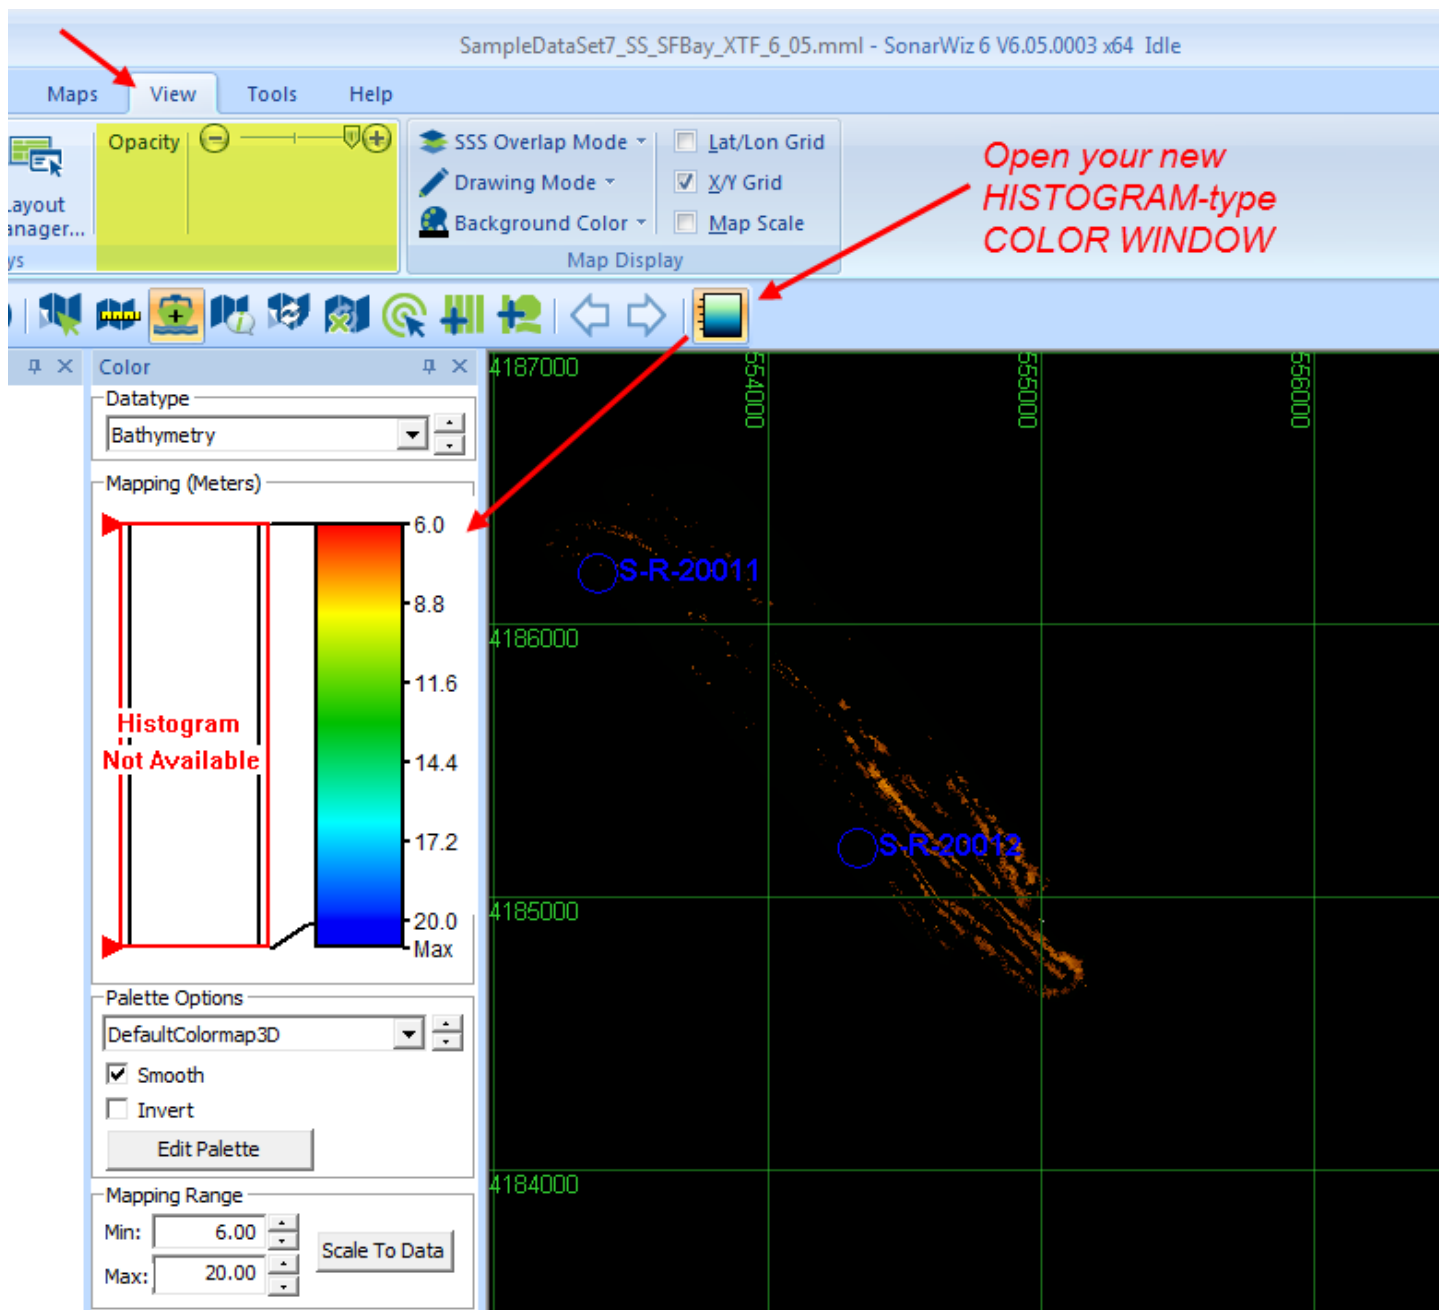 SampleDataSet7_SS_SFBay_XTF_6_05.mml - SonarWiz 6 V6.05.0003 x64 Idle
Maps View Tools Help
Opacity
SSS Overlap Mode
Drawing Mode
Background Color
Lat/Lon Grid
X/Y Grid
Map Scale
Map Display
Layout
anager...
ys
Open your new
HISTOGRAM-type
COLOR WINDOW
Color
Datatype
Bathymetry
Mapping (Meters)
6.0
8.8
11.6
14.4
17.2
20.0
Max
Histogram
Not Available
Palette Options
DefaultColormap3D
Smooth
Invert
Edit Palette
Mapping Range
Min: 6.00
Max: 20.00
Scale To Data
4187000
554000
555000
556000
S-R-20011
4186000
S-R-20012
4185000
4184000